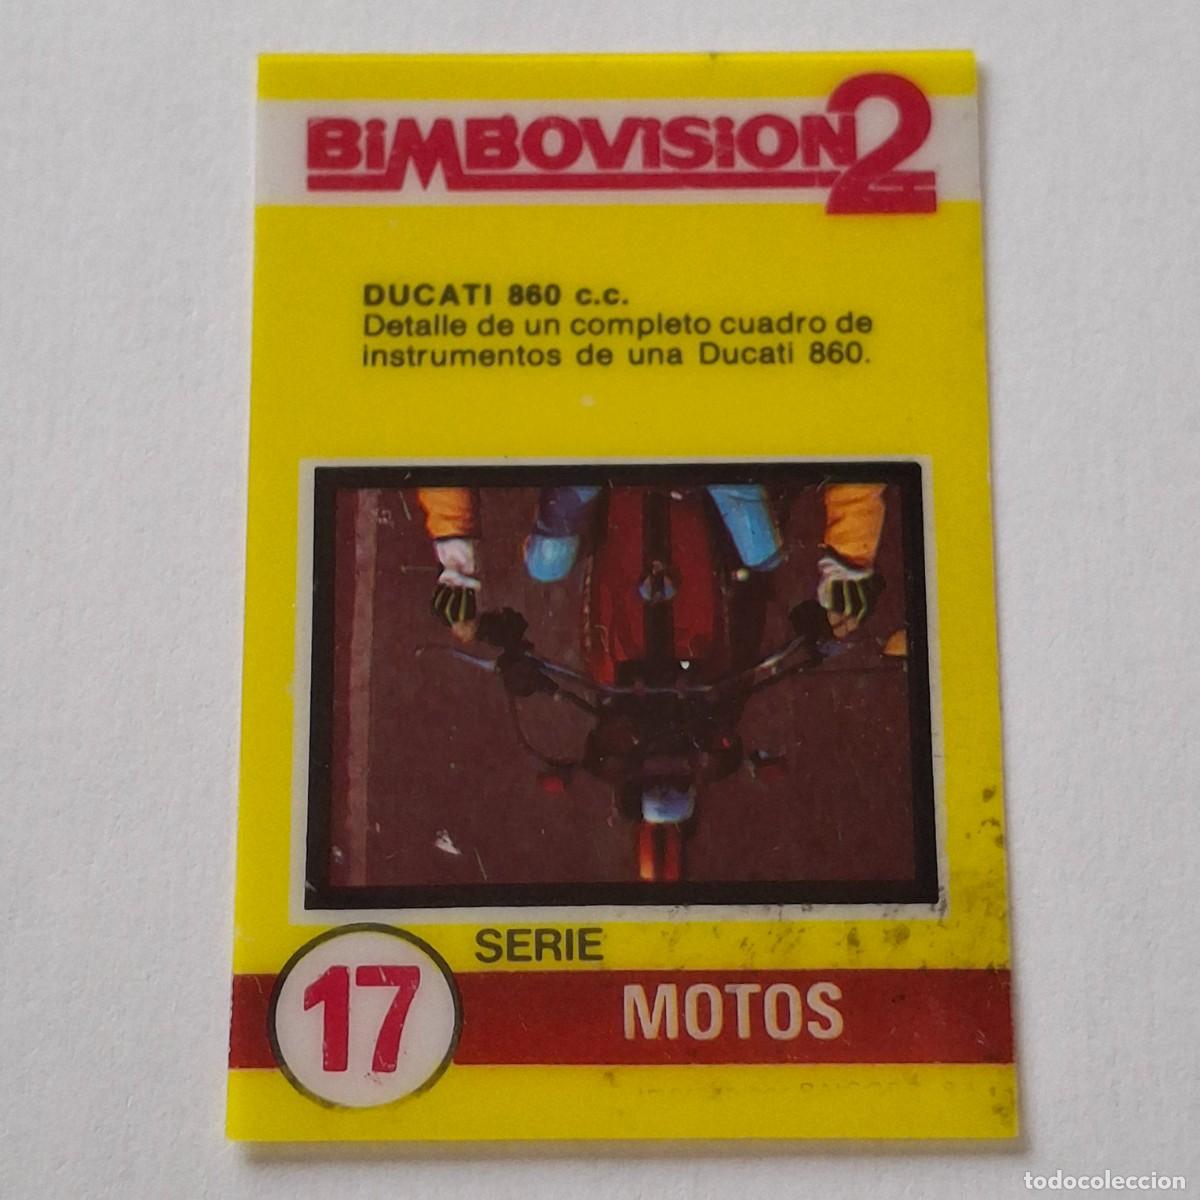 BiMBOVISiON2
DUCATI 860 c.c.
Detalle de un completo cuadro de
instrumentos de una Ducati 860.
SERIE
17
MOTOS
todocoleccion